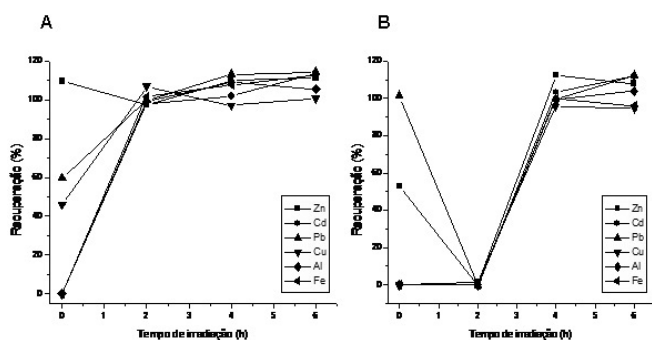 A
B
Recuperação (%)
120
100
80
60
40
20
0
Zn
Cd
Pb
Cu
Al
Fe
0 1 2 3 4 5 6
Tempo de irradiação (h)
Recuperação (%)
120
100
80
60
40
20
0
Zn
Cd
Pb
Cu
Al
Fe
0 1 2 3 4 5 6
Tempo de irradiação (h)